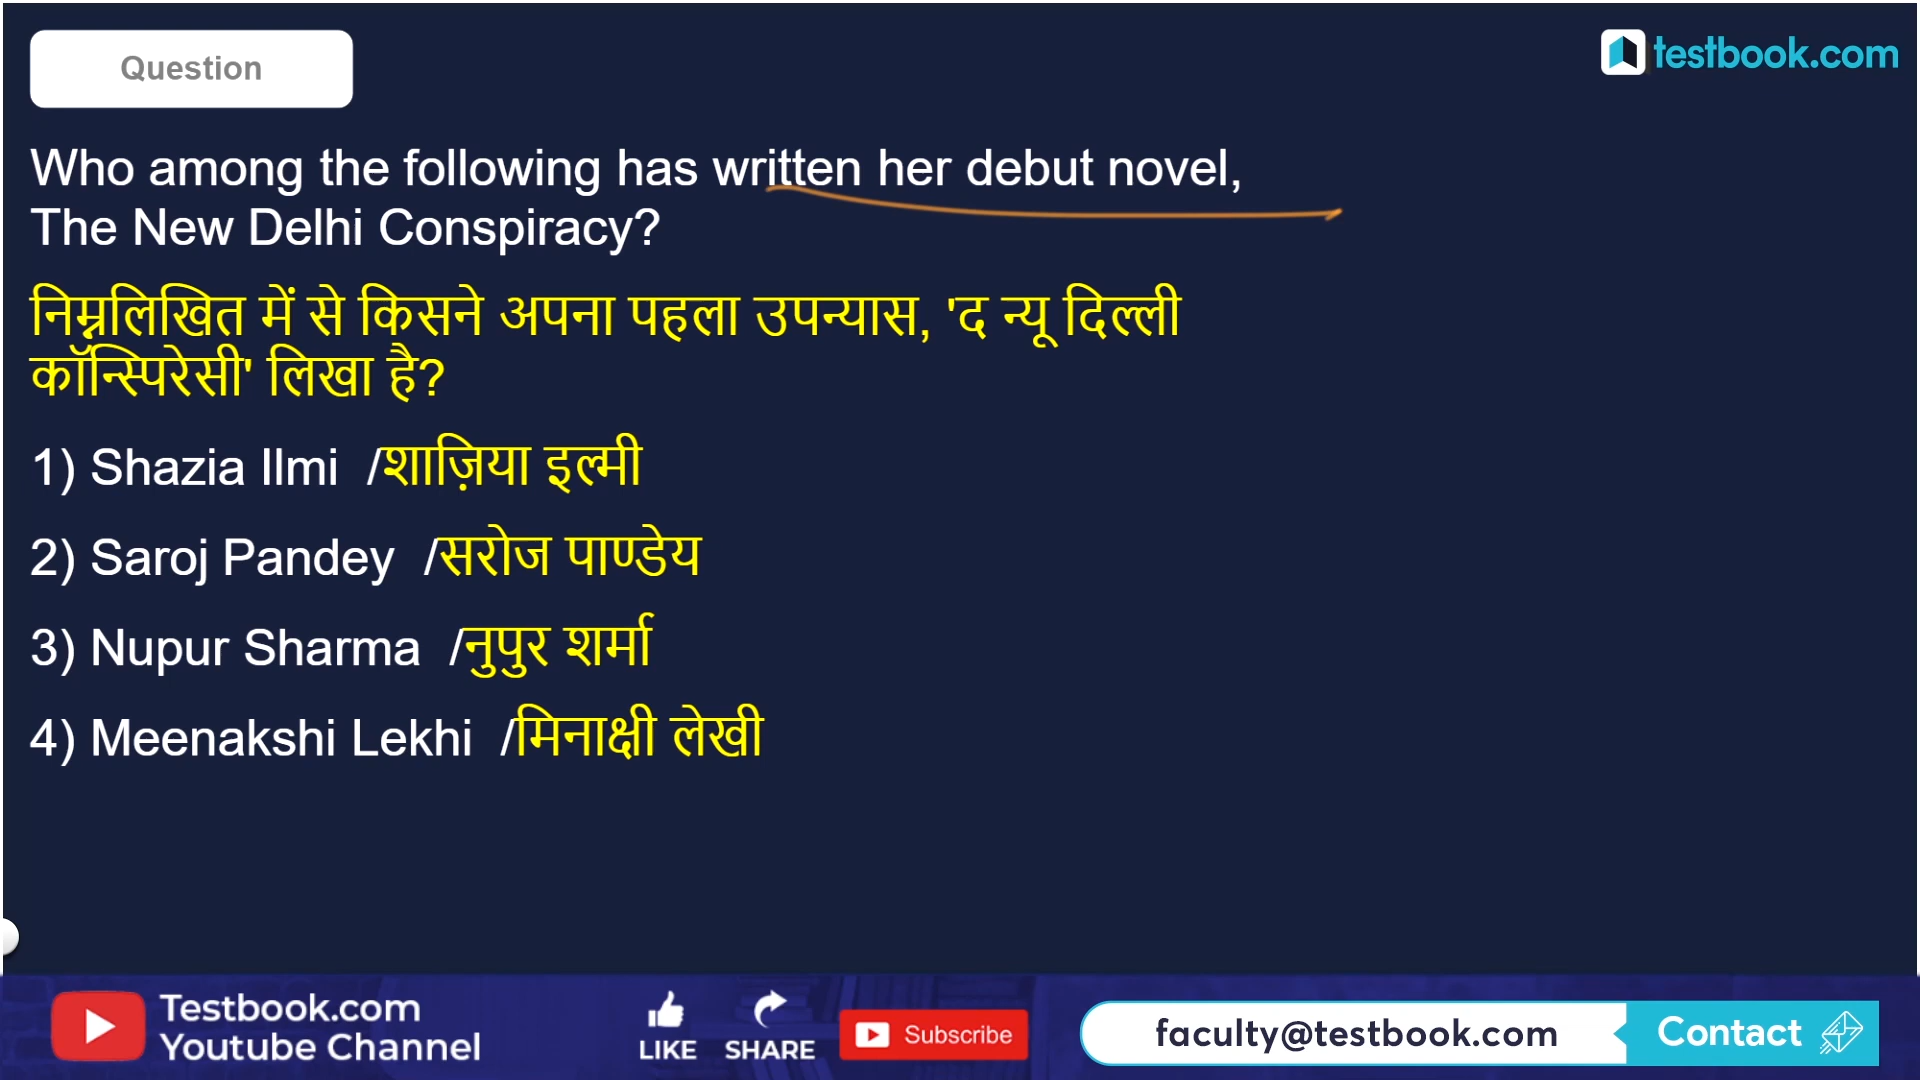 Question
testbook.com
Who among the following has written her debut novel,
The New Delhi Conspiracy?
निम्नलिखित में से किसने अपना पहला उपन्यास, 'द न्यू दिल्ली
कॉन्स्पिरेसी' लिखा है?
1) Shazia Ilmi /शाज़िया इल्मी
2) Saroj Pandey /सरोज पाण्डेय
3) Nupur Sharma /नुपुर शर्मा
4) Meenakshi Lekhi /मिनाक्षी लेखी
Testbook.com
Youtube Channel
LIKE SHARE Subscribe
faculty@testbook.com Contact